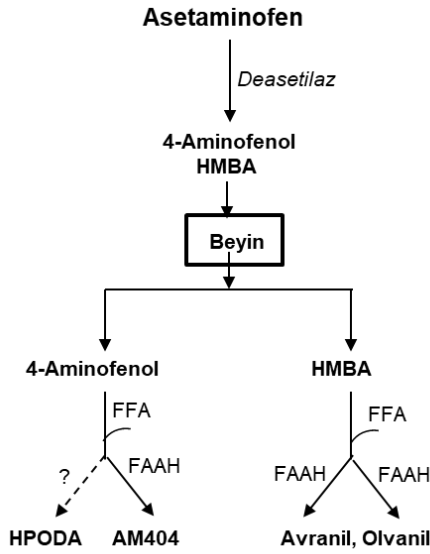 Asetaminofen
Deasetilaz
4-Aminofenol
HMBA
Beyin
4-Aminofenol
HMBA
FFA
FFA
?
FAAH
FAAH
FAAH
HPODA
AM404
Avranil, Olvanil